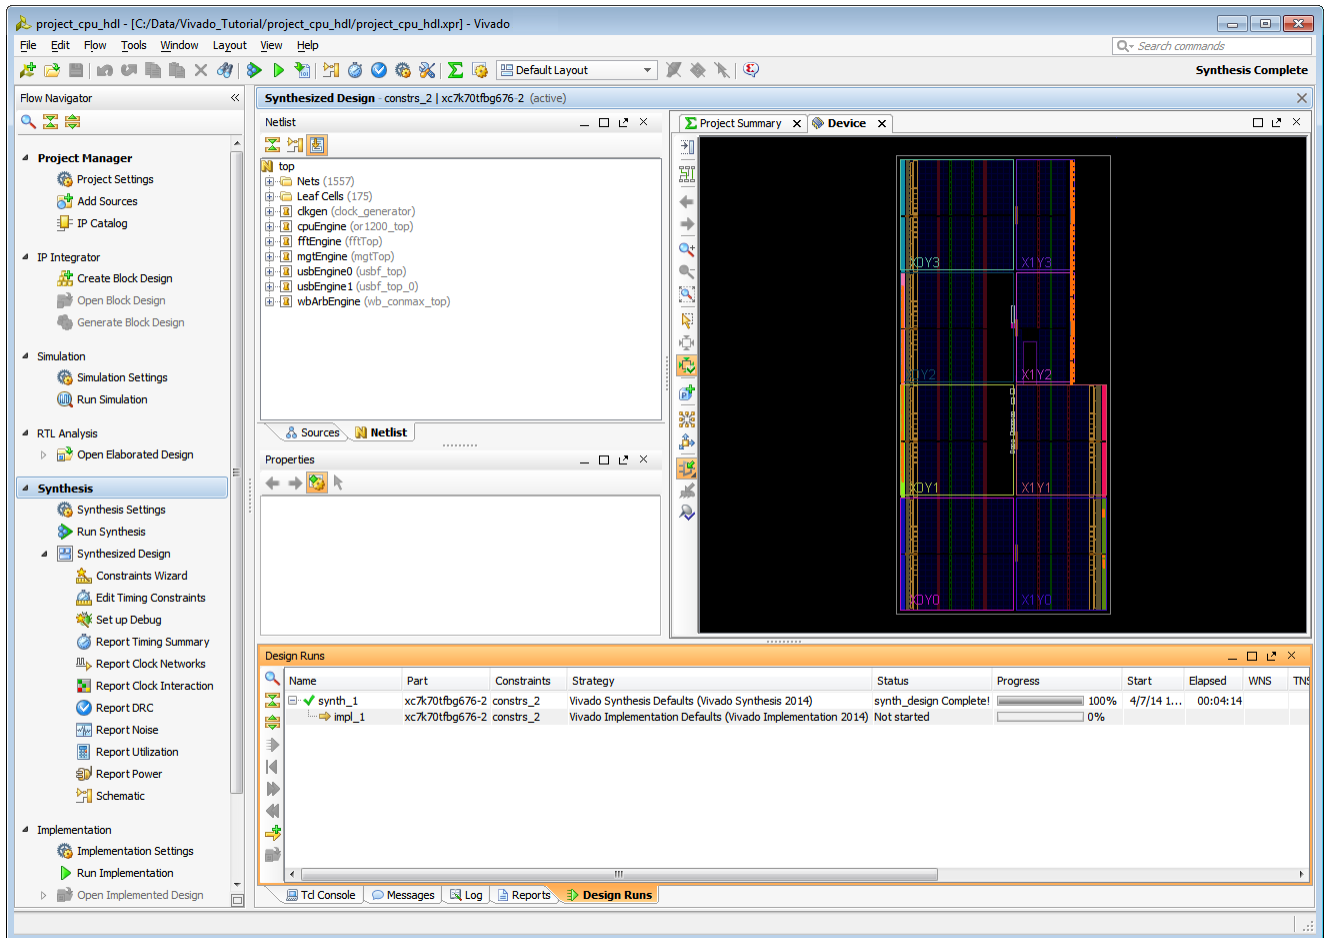 project_cpu_hdl - [C:/Data/Vivado_Tutorial/project_cpu_hdl/project_cpu_hdl.xpr] - Vivado
File Edit Flow Tools Window Layout View Help
Search commands
Default Layout
Synthesis Complete
Flow Navigator
Project Manager
Project Settings
Add Sources
IP Catalog
IP Integrator
Create Block Design
Open Block Design
Generate Block Design
Simulation
Simulation Settings
Run Simulation
RTL Analysis
Open Elaborated Design
Synthesis
Synthesis Settings
Run Synthesis
Synthesized Design
Constraints Wizard
Edit Timing Constraints
Set up Debug
Report Timing Summary
Report Clock Networks
Report Clock Interaction
Report DRC
Report Noise
Report Utilization
Report Power
Schematic
Implementation
Implementation Settings
Run Implementation
Open Implemented Design
Synthesized Design - constrs_2 | xc7k70tfbg676-2 (active)
Netlist
top
Nets (1557)
Leaf Cells (175)
clkgen (clock_generator)
cpuEngine (or1200_top)
fftEngine (fftTop)
mgtEngine (mgtTop)
usbEngine0 (usbf_top)
usbEngine1 (usbf_top_0)
wbArbEngine (wb_conmax_top)
Sources Netlist
Properties
Project Summary Device
X0Y3 X1Y3
X0Y2 X1Y2
X0Y1 X1Y1
X0Y0 X1Y0
Design Runs
Name Part Constraints Strategy Status Progress Start Elapsed WNS TNS
synth_1 xc7k70tfbg676-2 constrs_2 Vivado Synthesis Defaults (Vivado Synthesis 2014) synth_design Complete! 100% 4/7/14 1... 00:04:14
impl_1 xc7k70tfbg676-2 constrs_2 Vivado Implementation Defaults (Vivado Implementation 2014) Not started 0%
Tcl Console Messages Log Reports Design Runs